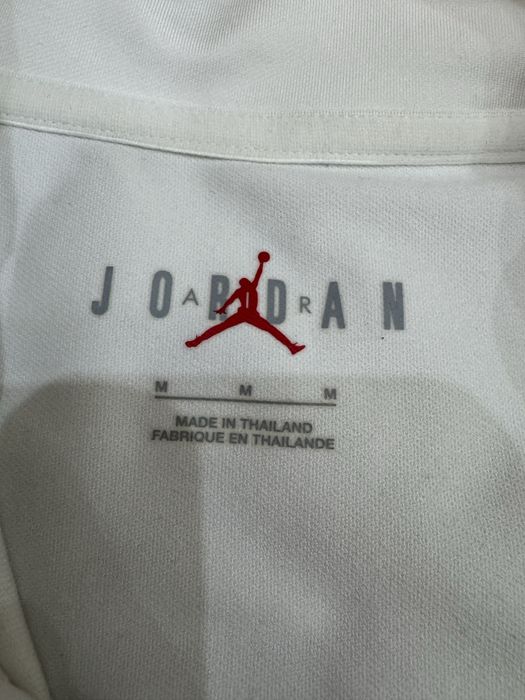 JORDAN
AIR
M M M
MADE IN THAILAND
FABRIQUE EN THAILANDE